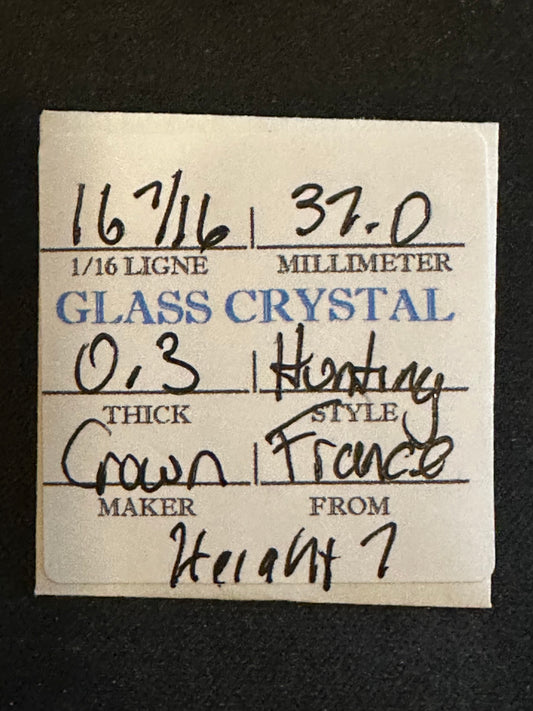 16 7/16 37.0
1/16 LIGNE MILLIMETER
GLASS CRYSTAL
0.3 Hunting
THICK STYLE
Crown France
MAKER FROM
Height 7